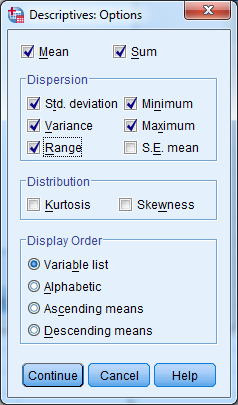 Descriptives: Options
Mean Sum
Dispersion
Std. deviation Minimum
Variance Maximum
Range S.E. mean
Distribution
Kurtosis Skewness
Display Order
Variable list
Alphabetic
Ascending means
Descending means
Continue Cancel Help